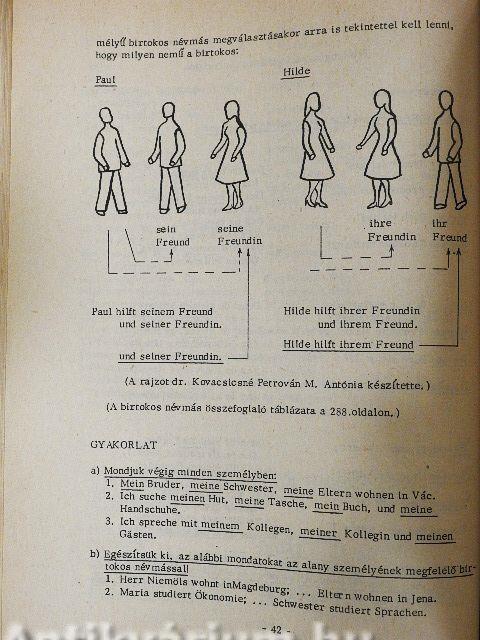 mélyű birtokos névmás megválasztásakor arra is tekintettel kell lenni,
hogy milyen nemű a birtokos:
Paul
Hilde
sein
Freund
seine
Freundin
ihre
Freundin
ihr
Freund
Paul hilft seinem Freund
und seiner Freundin.
und seiner Freundin.
Hilde hilft ihrer Freundin
und ihrem Freund.
Hilde hilft ihrem Freund
(A rajzot dr. Kovacsicsné Petrován M. Antónia készítette.)
(A birtokos névmás összefoglaló táblázata a 288.oldalon.)
GYAKORLAT
a) Mondjuk végig minden személyben:
1. Mein Bruder, meine Schwester, meine Eltern wohnen in Vác.
2. Ich suche meinen Hut, meine Tasche, mein Buch, und meine
Handschuhe.
3. Ich spreche mit meinem Kollegen, meiner Kollegin und meinen
Gästen.
b) Egészítsük ki, az alábbi mondatokat az alany személyének megfelelő bir-
tokos névmással!
1. Herr Niemöls wohnt inMagdeburg; ... Eltern wohnen in Jena.
2. Maria studiert Ökonomie; ... Schwester studiert Sprachen.
- 42 -